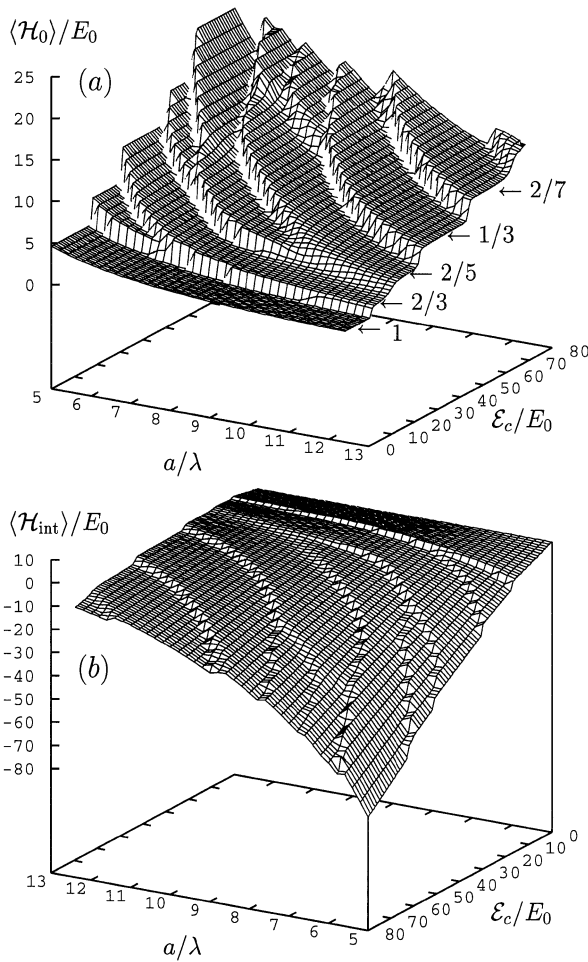 ⟨ℋ₀⟩/E₀
(a)
25
20
15
10
5
0
← 2/7
← 1/3
← 2/5
← 2/3
← 1
5 6 7 8 9 10 11 12 13
a/λ
0 10 20 30 40 50 60 70 80
ℰ_c/E₀
⟨ℋ_int⟩/E₀
(b)
10
0
-10
-20
-30
-40
-50
-60
-70
-80
13 12 11 10 9 8 7 6 5
a/λ
80 70 60 50 40 30 20 10 0
ℰ_c/E₀